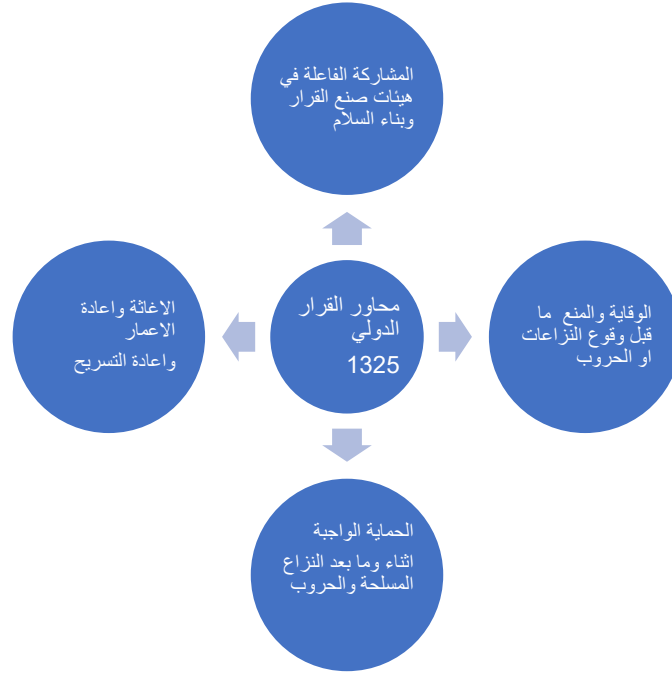 المشاركة الفاعلة في
هيئات صنع القرار
وبناء السلام
الوقاية والمنع ما
قبل وقوع النزاعات
او الحروب
محاور القرار
الدولي
1325
الاغاثة واعادة
الاعمار
واعادة التسريح
الحماية الواجبة
اثناء وما بعد النزاع
المسلحة والحروب